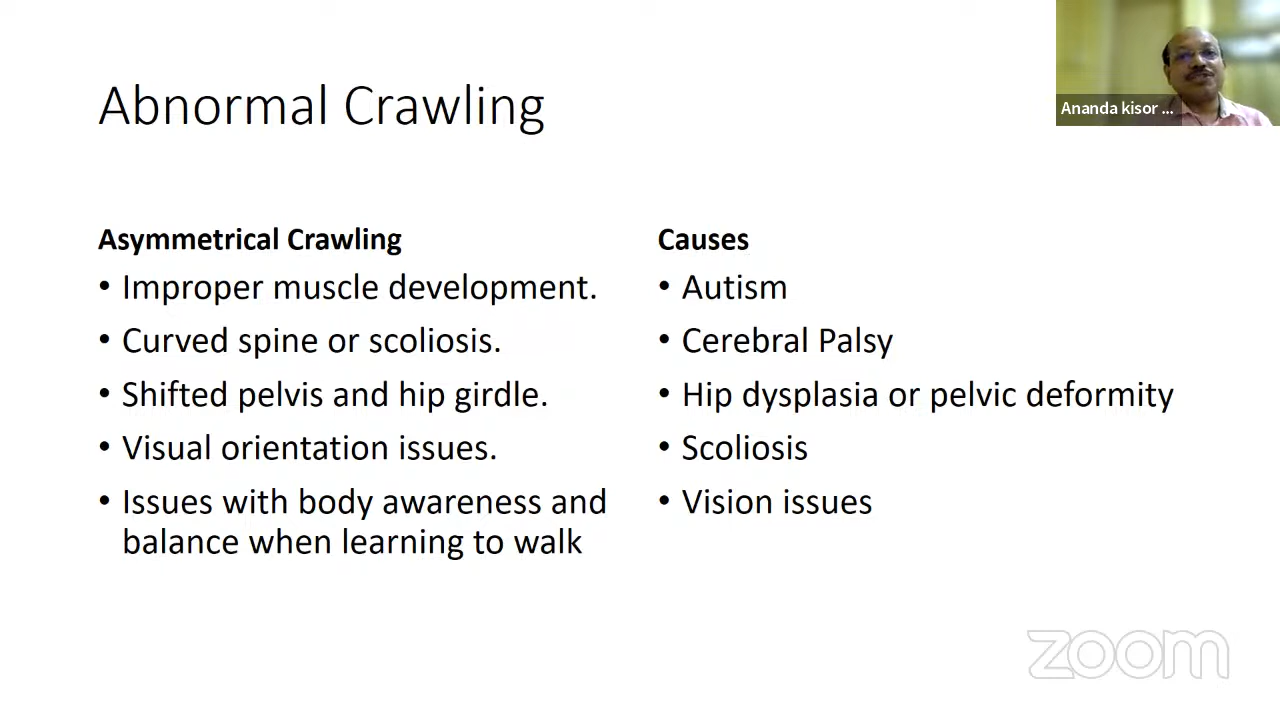 Abnormal Crawling
Ananda kisor ...
Asymmetrical Crawling
• Improper muscle development.
• Curved spine or scoliosis.
• Shifted pelvis and hip girdle.
• Visual orientation issues.
• Issues with body awareness and
balance when learning to walk
Causes
• Autism
• Cerebral Palsy
• Hip dysplasia or pelvic deformity
• Scoliosis
• Vision issues
zoom